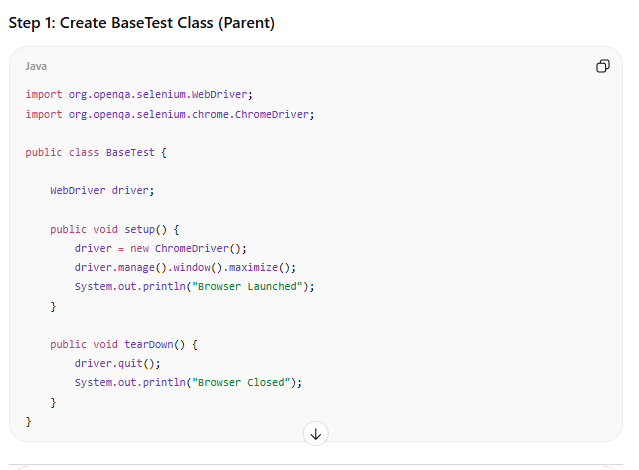 Step 1: Create BaseTest Class (Parent)
Java
import org.openqa.selenium.WebDriver;
import org.openqa.selenium.chrome.ChromeDriver;
public class BaseTest {
WebDriver driver;
public void setup() {
driver = new ChromeDriver();
driver.manage().window().maximize();
System.out.println("Browser Launched");
}
public void tearDown() {
driver.quit();
System.out.println("Browser Closed");
}
}